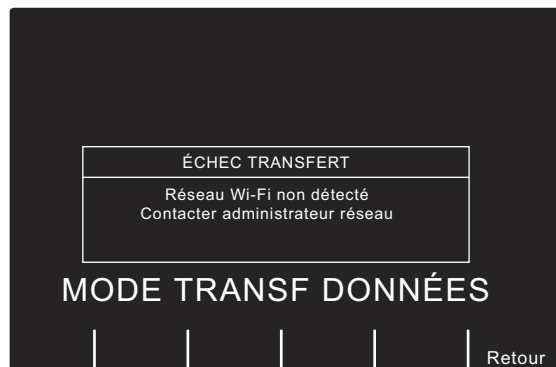 ÉCHEC TRANSFERT
Réseau Wi-Fi non détecté
Contacter administrateur réseau
MODE TRANSF DONNÉES
Retour